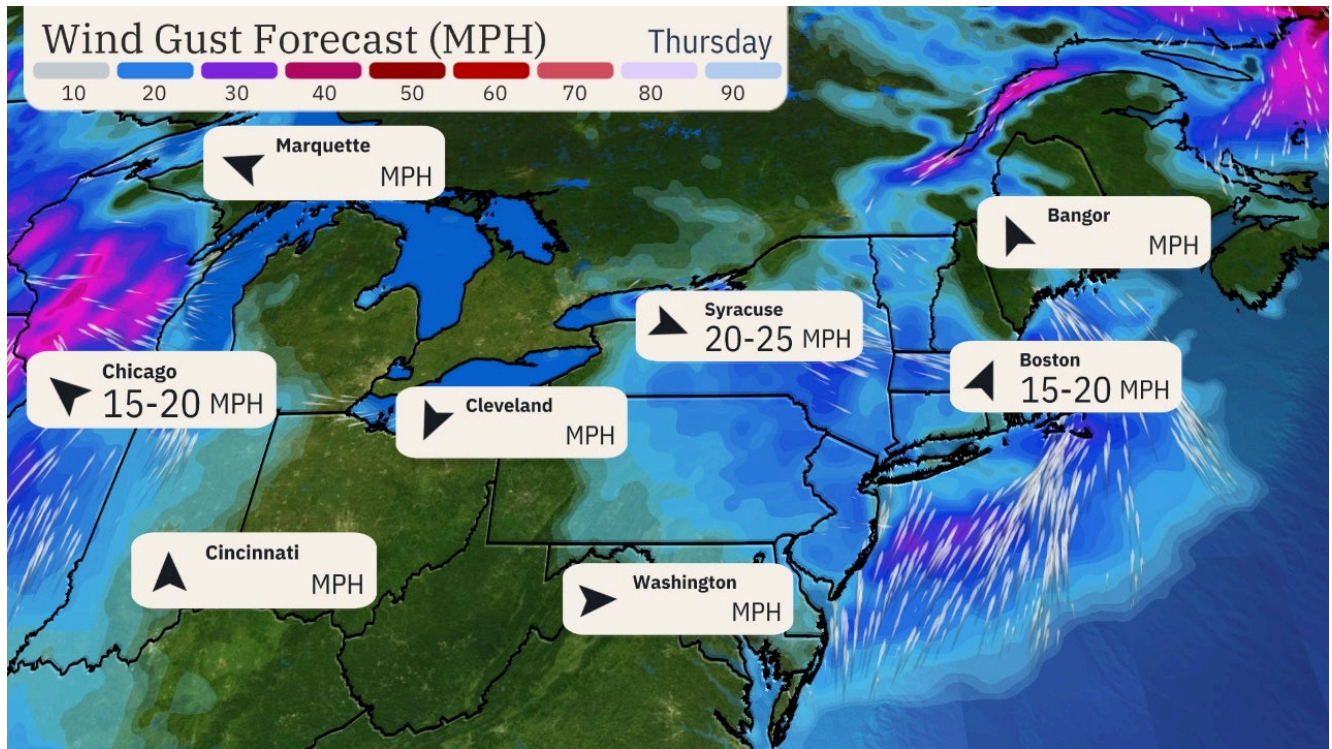 Wind Gust Forecast (MPH) Thursday
10 20 30 40 50 60 70 80 90
Marquette
MPH
Bangor
MPH
Syracuse
20-25 MPH
Chicago
15-20 MPH
Boston
15-20 MPH
Cleveland
MPH
Cincinnati
MPH
Washington
MPH